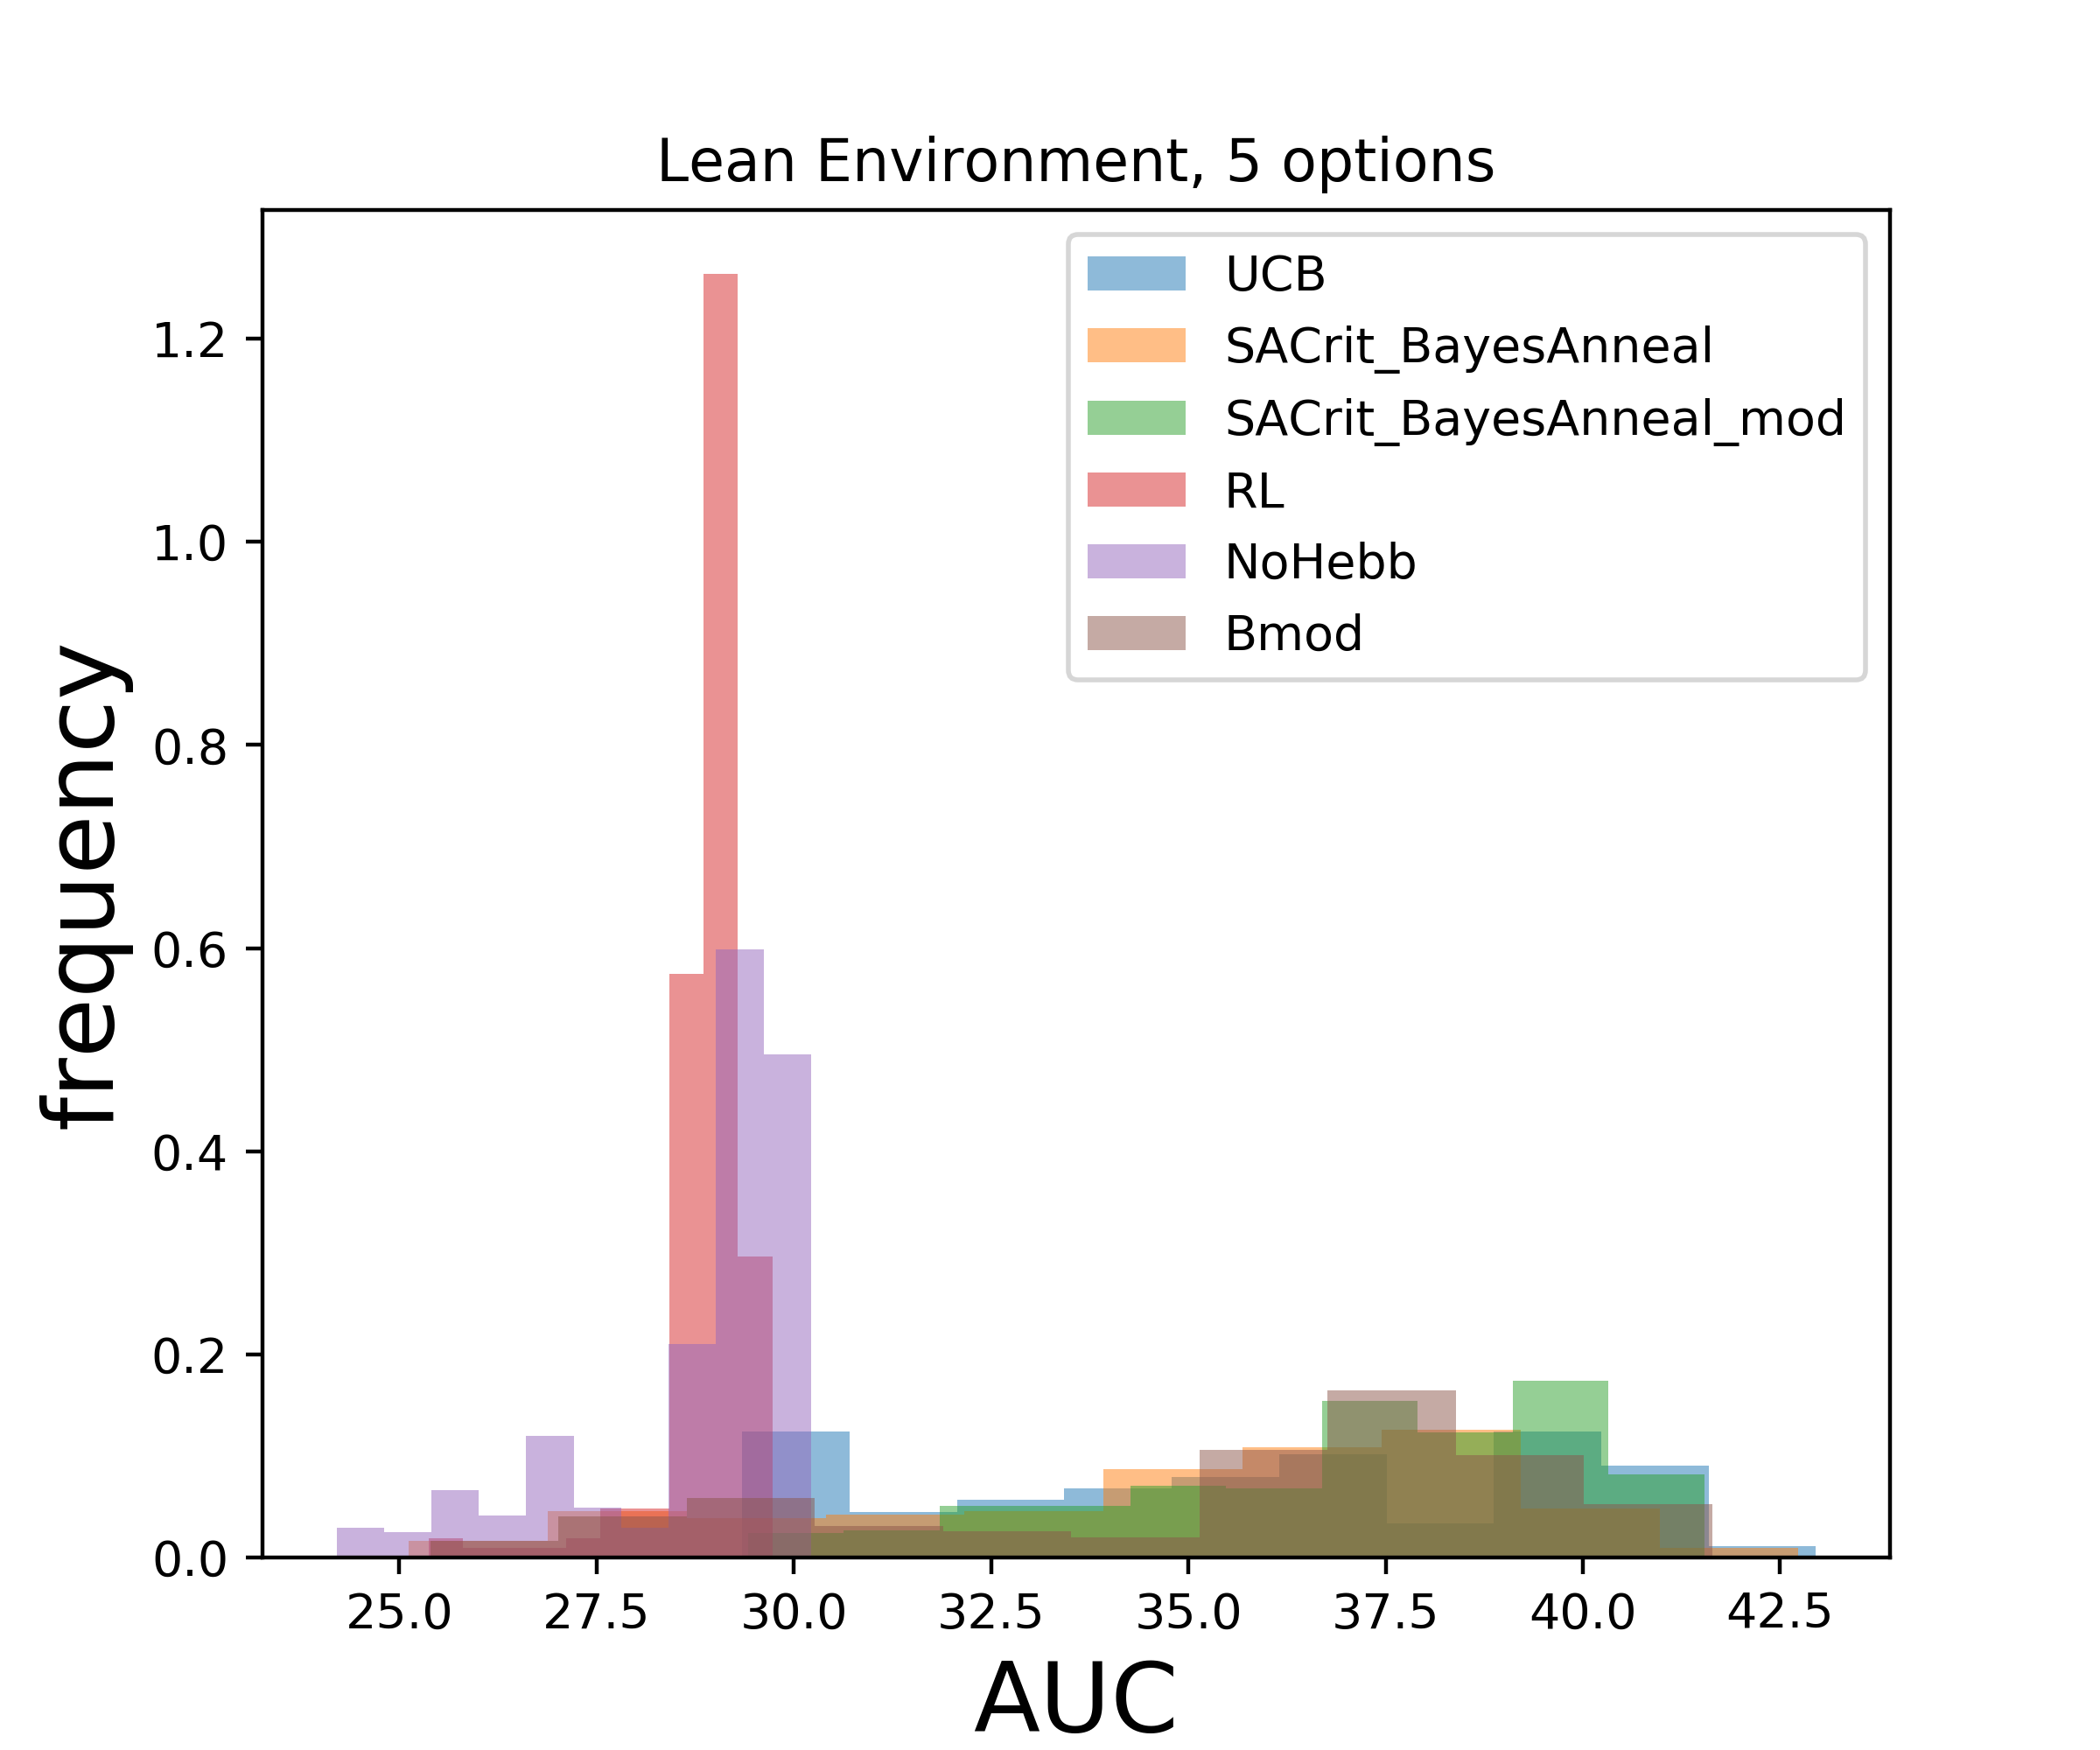 Lean Environment, 5 options
UCB
SACrit_BayesAnneal
SACrit_BayesAnneal_mod
RL
NoHebb
Bmod
frequency
1.2
1.0
0.8
0.6
0.4
0.2
0.0
25.0 27.5 30.0 32.5 35.0 37.5 40.0 42.5
AUC